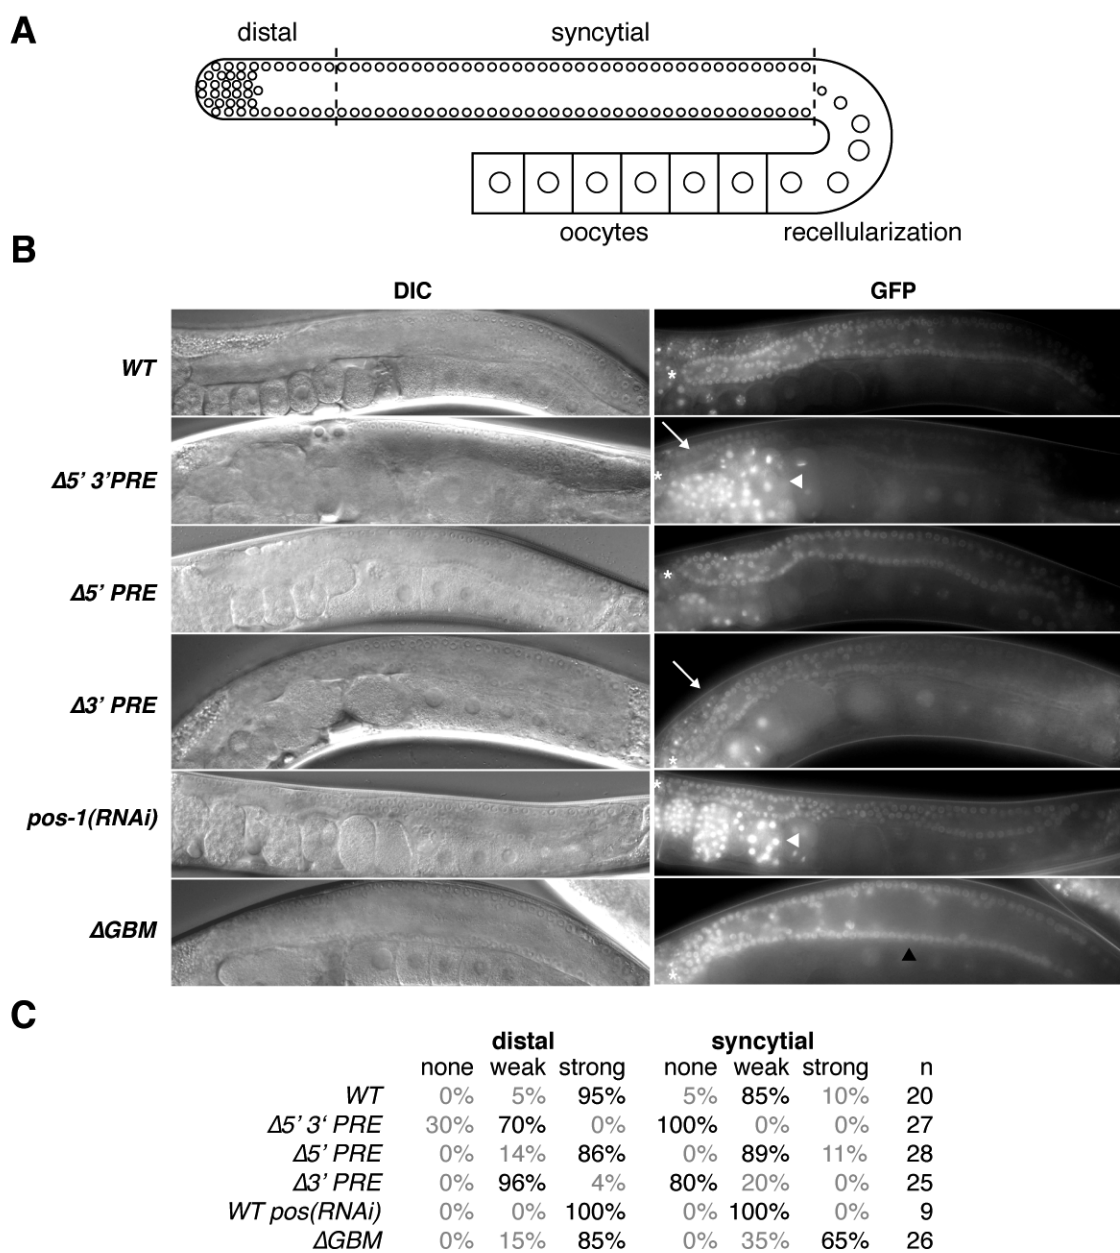 A
distal syncytial
oocytes recellularization
B
DIC GFP
WT
*
Δ5’ 3’PRE
*
Δ5’ PRE
*
Δ3’ PRE
*
pos-1(RNAi)
*
ΔGBM
*
C
distal syncytial
none weak strong none weak strong n
WT 0% 5% 95% 5% 85% 10% 20
Δ5’ 3‘ PRE 30% 70% 0% 100% 0% 0% 27
Δ5’ PRE 0% 14% 86% 0% 89% 11% 28
Δ3’ PRE 0% 96% 4% 80% 20% 0% 25
WT pos(RNAi) 0% 0% 100% 0% 100% 0% 9
ΔGBM 0% 15% 85% 0% 35% 65% 26